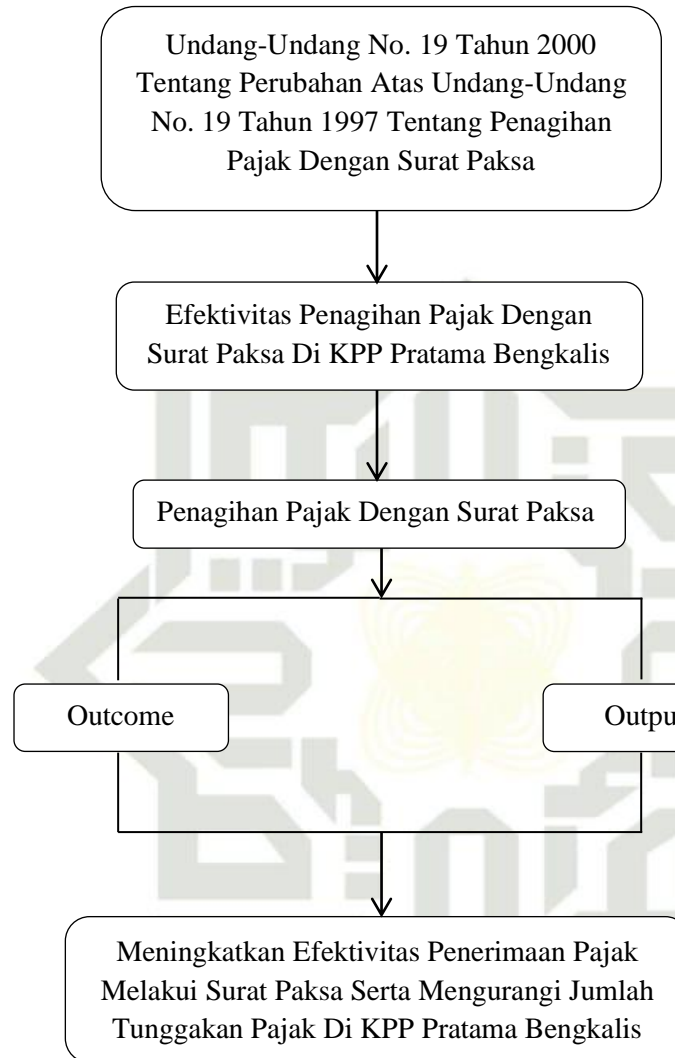 Undang-Undang No. 19 Tahun 2000
Tentang Perubahan Atas Undang-Undang
No. 19 Tahun 1997 Tentang Penagihan
Pajak Dengan Surat Paksa
Efektivitas Penagihan Pajak Dengan
Surat Paksa Di KPP Pratama Bengkalis
Penagihan Pajak Dengan Surat Paksa
Outcome
Outpu
Meningkatkan Efektivitas Penerimaan Pajak
Melakui Surat Paksa Serta Mengurangi Jumlah
Tunggakan Pajak Di KPP Pratama Bengkalis